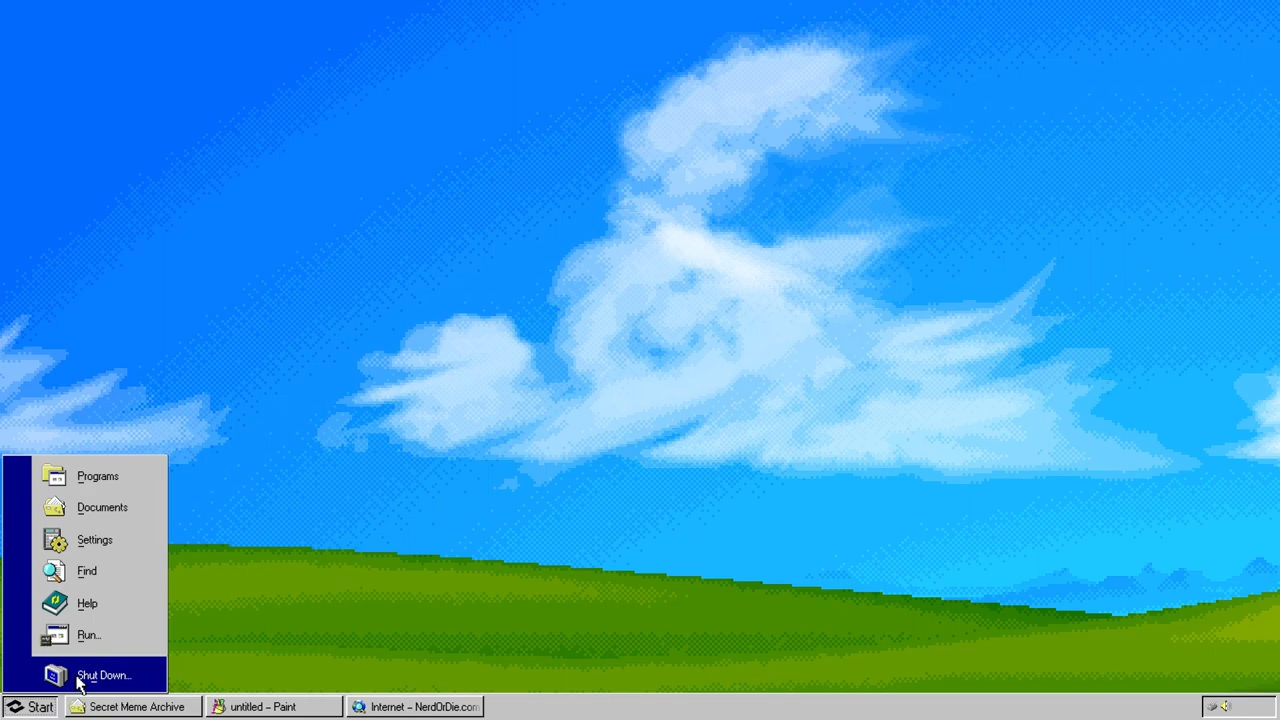 Programs
Documents
Settings
Find
Help
Run...
Shut Down...
Start
Secret Meme Archive
untitled - Paint
Internet - NerdOrDie.com